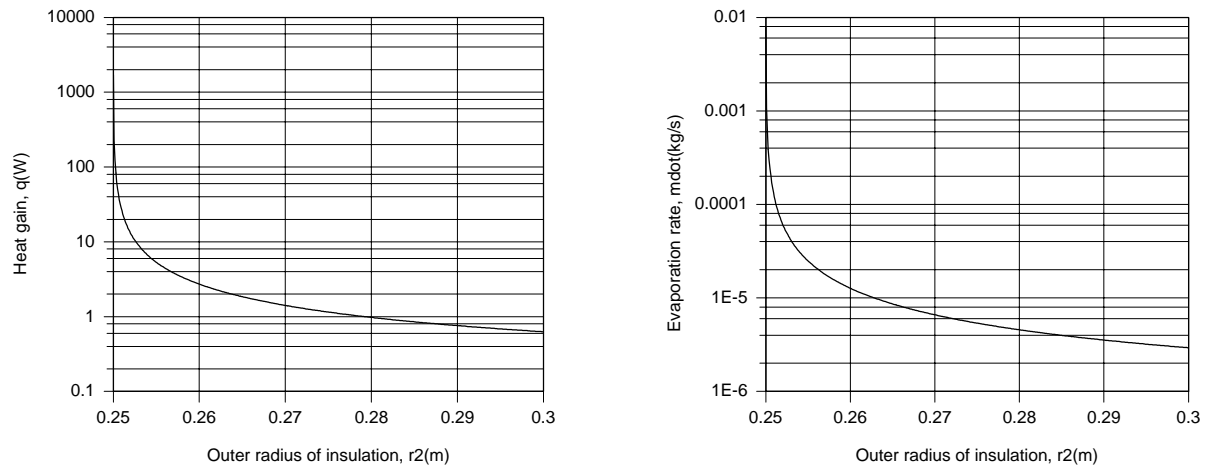 Heat gain, q(W)
10000
1000
100
10
1
0.1
0.25 0.26 0.27 0.28 0.29 0.3
Outer radius of insulation, r2(m)
Evaporation rate, mdot(kg/s)
0.01
0.001
0.0001
1E-5
1E-6
0.25 0.26 0.27 0.28 0.29 0.3
Outer radius of insulation, r2(m)